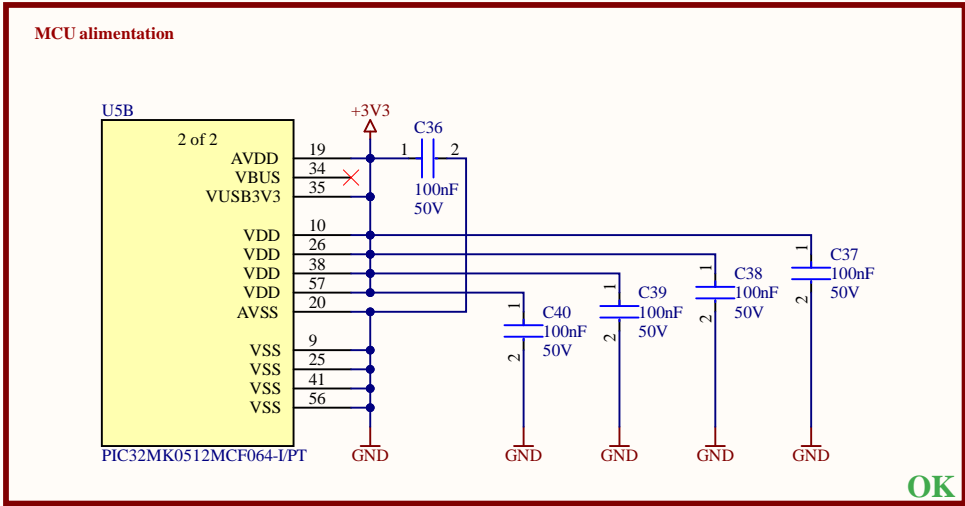 MCU alimentation
U5B
+3V3
2 of 2
C36
AVDD 19
1 2
VBUS 34
VUSB3V3 35
100nF
50V
VDD 10
VDD 26
VDD 38
VDD 57
AVSS 20
1
C37
100nF
50V
2
1
C38
100nF
50V
2
1
C39
100nF
50V
2
1
C40
100nF
50V
2
VSS 9
VSS 25
VSS 41
VSS 56
PIC32MK0512MCF064-I/PT
GND
GND
GND
GND
GND
OK